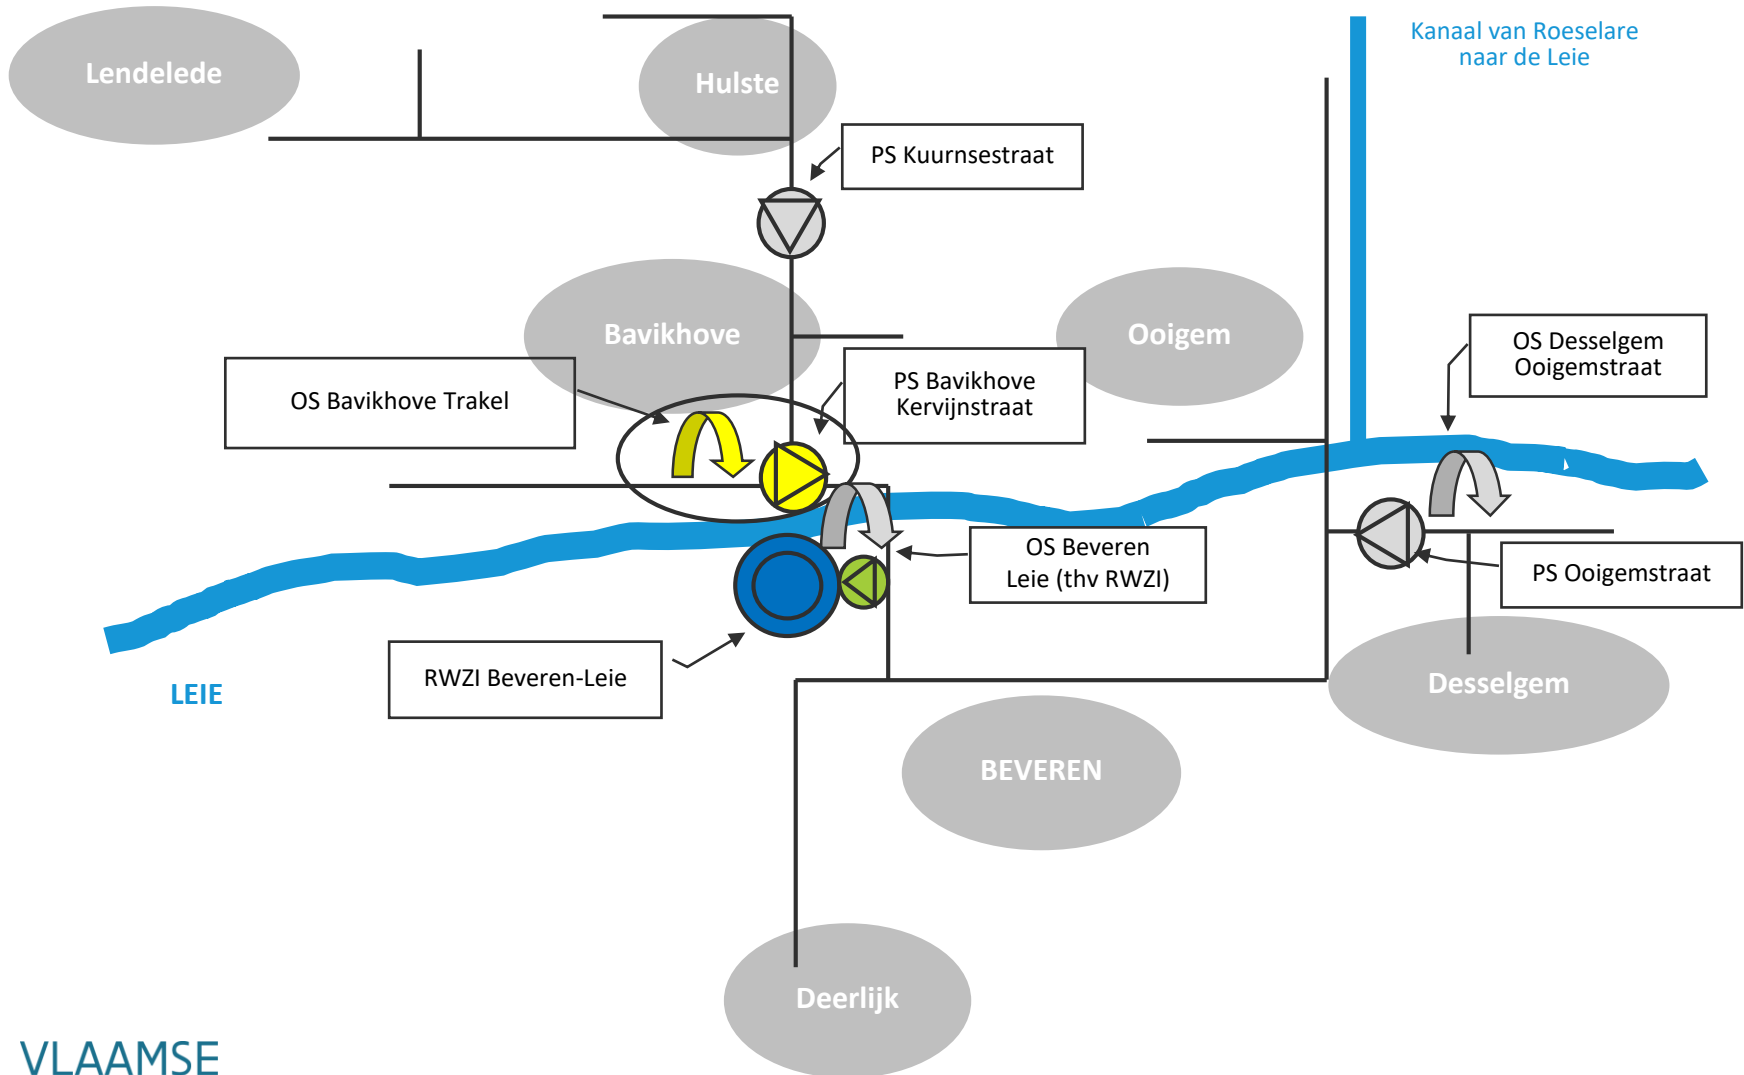 Kanaal van Roeselare
naar de Leie
Lendelede
Hulste
PS Kuurnsestraat
Bavikhove
Ooigem
OS Desselgem
Ooigemstraat
OS Bavikhove Trakel
PS Bavikhove
Kervijnstraat
OS Beveren
Leie (thv RWZI)
PS Ooigemstraat
RWZI Beveren-Leie
LEIE
Desselgem
BEVEREN
Deerlijk
VLAAMSE